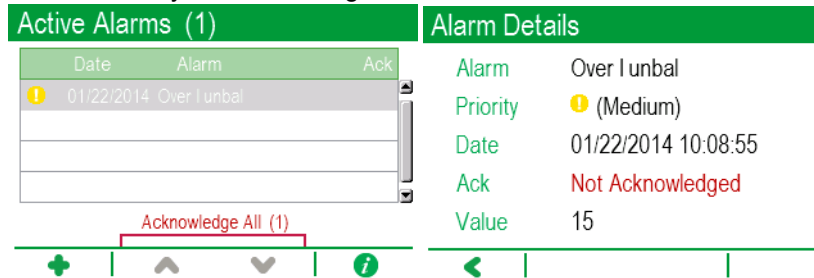 Active Alarms (1)
Date Alarm Ack
01/22/2014 Over I unbal
Acknowledge All (1)
Alarm Details
Alarm Over I unbal
Priority (Medium)
Date 01/22/2014 10:08:55
Ack Not Acknowledged
Value 15